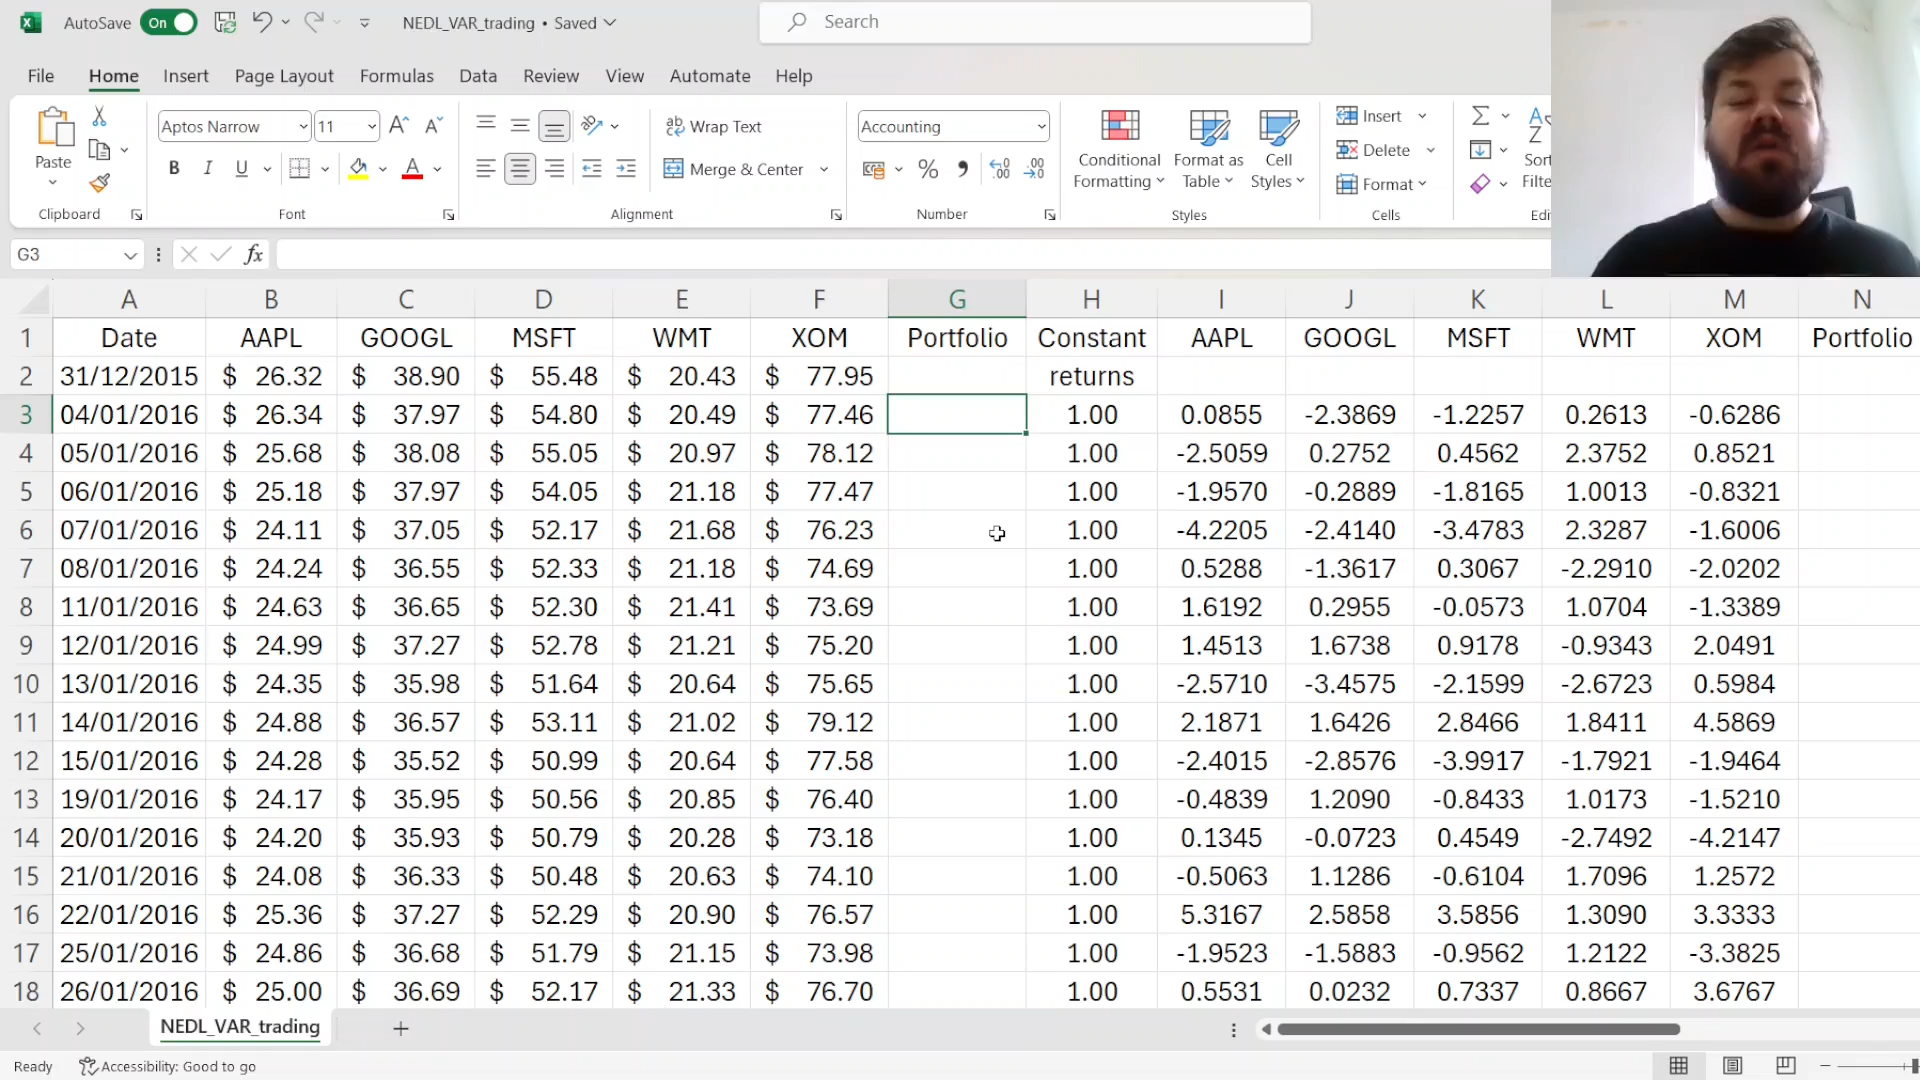 AutoSave On NEDL_VAR_trading • Saved Search
File Home Insert Page Layout Formulas Data Review View Automate Help
Paste Aptos Narrow 11 Wrap Text Accounting Conditional Formatting Format as Table Cell Styles Insert
B I U Merge & Center % Delete
Format
Clipboard Font Alignment Number Styles Cells
G3 fx
A B C D E F G H I J K L M N
1 Date AAPL GOOGL MSFT WMT XOM Portfolio Constant AAPL GOOGL MSFT WMT XOM Portfolio
2 31/12/2015 $ 26.32 $ 38.90 $ 55.48 $ 20.43 $ 77.95 returns
3 04/01/2016 $ 26.34 $ 37.97 $ 54.80 $ 20.49 $ 77.46 1.00 0.0855 -2.3869 -1.2257 0.2613 -0.6286
4 05/01/2016 $ 25.68 $ 38.08 $ 55.05 $ 20.97 $ 78.12 1.00 -2.5059 0.2752 0.4562 2.3752 0.8521
5 06/01/2016 $ 25.18 $ 37.97 $ 54.05 $ 21.18 $ 77.47 1.00 -1.9570 -0.2889 -1.8165 1.0013 -0.8321
6 07/01/2016 $ 24.11 $ 37.05 $ 52.17 $ 21.68 $ 76.23 1.00 -4.2205 -2.4140 -3.4783 2.3287 -1.6006
7 08/01/2016 $ 24.24 $ 36.55 $ 52.33 $ 21.18 $ 74.69 1.00 0.5288 -1.3617 0.3067 -2.2910 -2.0202
8 11/01/2016 $ 24.63 $ 36.65 $ 52.30 $ 21.41 $ 73.69 1.00 1.6192 0.2955 -0.0573 1.0704 -1.3389
9 12/01/2016 $ 24.99 $ 37.27 $ 52.78 $ 21.21 $ 75.20 1.00 1.4513 1.6738 0.9178 -0.9343 2.0491
10 13/01/2016 $ 24.35 $ 35.98 $ 51.64 $ 20.64 $ 75.65 1.00 -2.5710 -3.4575 -2.1599 -2.6723 0.5984
11 14/01/2016 $ 24.88 $ 36.57 $ 53.11 $ 21.02 $ 79.12 1.00 2.1871 1.6426 2.8466 1.8411 4.5869
12 15/01/2016 $ 24.28 $ 35.52 $ 50.99 $ 20.64 $ 77.58 1.00 -2.4015 -2.8576 -3.9917 -1.7921 -1.9464
13 19/01/2016 $ 24.17 $ 35.95 $ 50.56 $ 20.85 $ 76.40 1.00 -0.4839 1.2090 -0.8433 1.0173 -1.5210
14 20/01/2016 $ 24.20 $ 35.93 $ 50.79 $ 20.28 $ 73.18 1.00 0.1345 -0.0723 0.4549 -2.7492 -4.2147
15 21/01/2016 $ 24.08 $ 36.33 $ 50.48 $ 20.63 $ 74.10 1.00 -0.5063 1.1286 -0.6104 1.7096 1.2572
16 22/01/2016 $ 25.36 $ 37.27 $ 52.29 $ 20.90 $ 76.57 1.00 5.3167 2.5858 3.5856 1.3090 3.3333
17 25/01/2016 $ 24.86 $ 36.68 $ 51.79 $ 21.15 $ 73.98 1.00 -1.9523 -1.5883 -0.9562 1.2122 -3.3825
18 26/01/2016 $ 25.00 $ 36.69 $ 52.17 $ 21.33 $ 76.70 1.00 0.5531 0.0232 0.7337 0.8667 3.6767
NEDL_VAR_trading
Ready Accessibility: Good to go